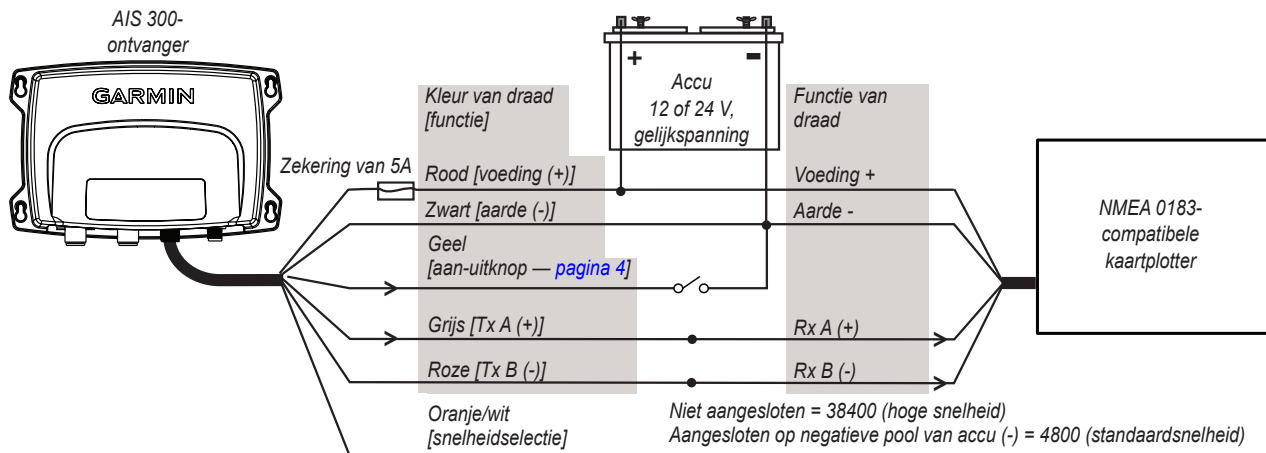 AIS 300-
ontvanger
GARMIN
+
-
Accu
12 of 24 V,
gelijkspanning
Kleur van draad
[functie]
Functie van
draad
Zekering van 5A
Rood [voeding (+)]
Voeding +
Zwart [aarde (-)]
Aarde -
Geel
[aan-uitknop — pagina 4]
Grijs [Tx A (+)]
Rx A (+)
Roze [Tx B (-)]
Rx B (-)
Oranje/wit
[snelheidselectie]
Niet aangesloten = 38400 (hoge snelheid)
Aangesloten op negatieve pool van accu (-) = 4800 (standaardsnelheid)
NMEA 0183-
compatibele
kaartplotter